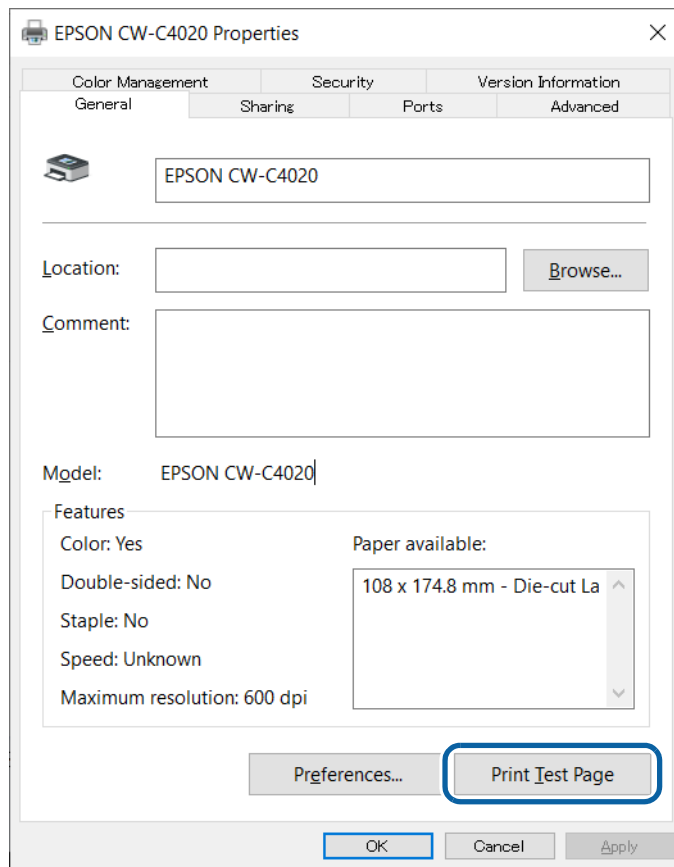 EPSON CW-C4020 Properties
Color Management Security Version Information
General Sharing Ports Advanced
EPSON CW-C4020
Location: Browse...
Comment:
Model: EPSON CW-C4020
Features
Color: Yes Paper available:
Double-sided: No 108 x 174.8 mm - Die-cut La
Staple: No
Speed: Unknown
Maximum resolution: 600 dpi
Preferences... Print Test Page
OK Cancel Apply